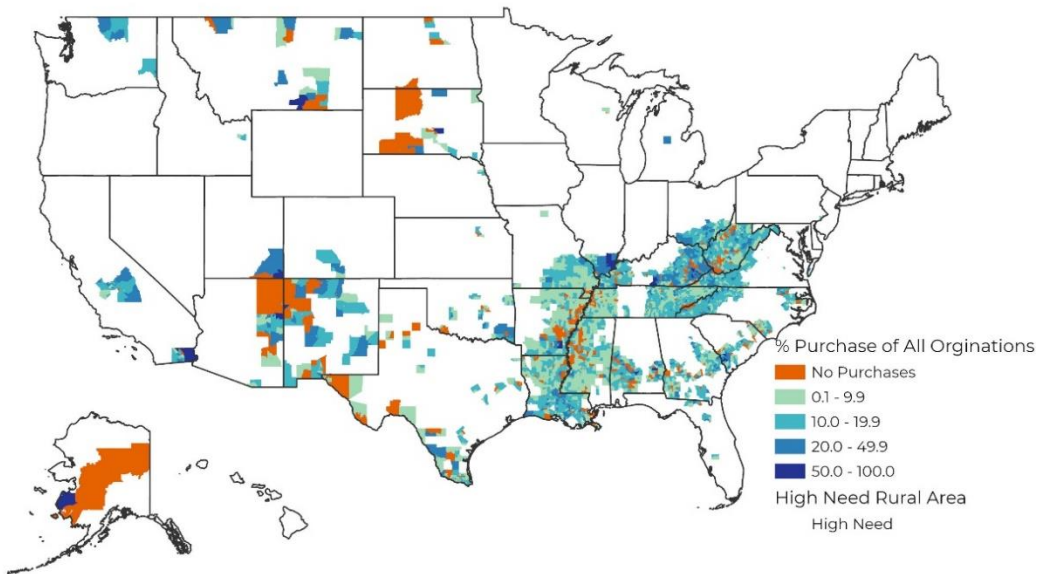 % Purchase of All Orginations
No Purchases
0.1 - 9.9
10.0 - 19.9
20.0 - 49.9
50.0 - 100.0
High Need Rural Area
High Need